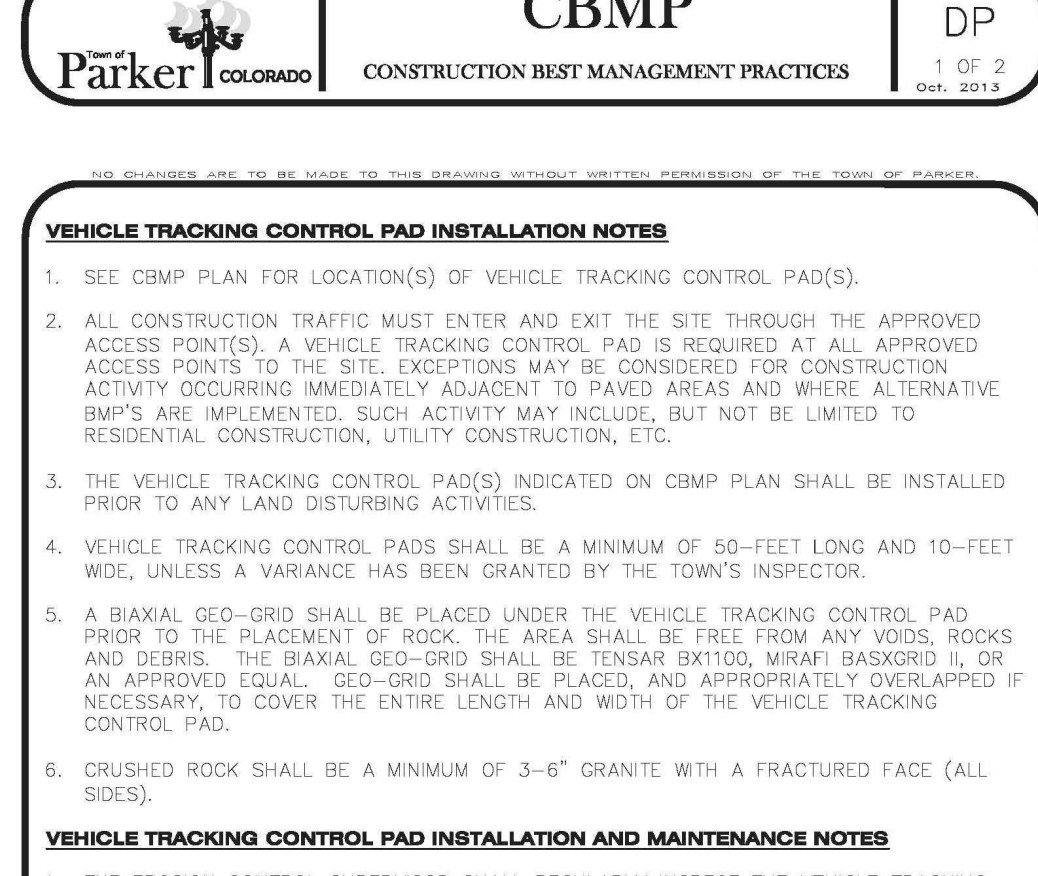 Town of
Parker COLORADO
CBMP
CONSTRUCTION BEST MANAGEMENT PRACTICES
DP
1 OF 2
Oct. 2013
NO CHANGES ARE TO BE MADE TO THIS DRAWING WITHOUT WRITTEN PERMISSION OF THE TOWN OF PARKER.
VEHICLE TRACKING CONTROL PAD INSTALLATION NOTES
1. SEE CBMP PLAN FOR LOCATION(S) OF VEHICLE TRACKING CONTROL PAD(S).
2. ALL CONSTRUCTION TRAFFIC MUST ENTER AND EXIT THE SITE THROUGH THE APPROVED
ACCESS POINT(S). A VEHICLE TRACKING CONTROL PAD IS REQUIRED AT ALL APPROVED
ACCESS POINTS TO THE SITE. EXCEPTIONS MAY BE CONSIDERED FOR CONSTRUCTION
ACTIVITY OCCURRING IMMEDIATELY ADJACENT TO PAVED AREAS AND WHERE ALTERNATIVE
BMP'S ARE IMPLEMENTED. SUCH ACTIVITY MAY INCLUDE, BUT NOT BE LIMITED TO
RESIDENTIAL CONSTRUCTION, UTILITY CONSTRUCTION, ETC.
3. THE VEHICLE TRACKING CONTROL PAD(S) INDICATED ON CBMP PLAN SHALL BE INSTALLED
PRIOR TO ANY LAND DISTURBING ACTIVITIES.
4. VEHICLE TRACKING CONTROL PADS SHALL BE A MINIMUM OF 50-FEET LONG AND 10-FEET
WIDE, UNLESS A VARIANCE HAS BEEN GRANTED BY THE TOWN'S INSPECTOR.
5. A BIAXIAL GEO-GRID SHALL BE PLACED UNDER THE VEHICLE TRACKING CONTROL PAD
PRIOR TO THE PLACEMENT OF ROCK. THE AREA SHALL BE FREE FROM ANY VOIDS, ROCKS
AND DEBRIS. THE BIAXIAL GEO-GRID SHALL BE TENSAR BX1100, MIRAFI BASXGRID II, OR
AN APPROVED EQUAL. GEO-GRID SHALL BE PLACED, AND APPROPRIATELY OVERLAPPED IF
NECESSARY, TO COVER THE ENTIRE LENGTH AND WIDTH OF THE VEHICLE TRACKING
CONTROL PAD.
6. CRUSHED ROCK SHALL BE A MINIMUM OF 3-6" GRANITE WITH A FRACTURED FACE (ALL
SIDES).
VEHICLE TRACKING CONTROL PAD INSTALLATION AND MAINTENANCE NOTES